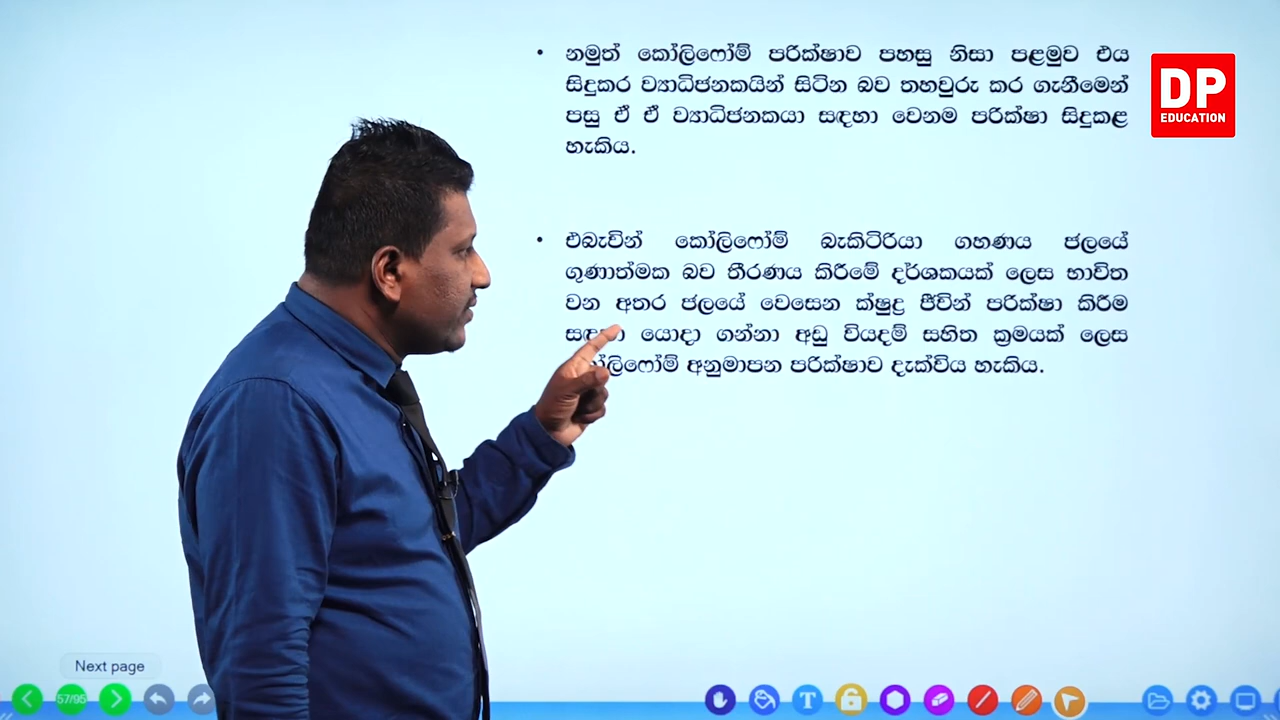 • නමුත් කෝලිෆෝම් පරික්ෂාව පහසු නිසා පළමුව එය
සිදුකර ව්‍යාධිජනකයින් සිටින බව තහවුරු කර ගැනීමෙන්
පසු ඒ ඒ ව්‍යාධිජනකයා සඳහා වෙනම පරික්ෂා සිදුකළ
හැකිය.
• එබැවින් කෝලිෆෝම් බැකිටිරියා ගහණය ජලයේ
ගුණාත්මක බව තීරණය කිරීමේ දර්ශකයක් ලෙස භාවිත
වන අතර ජලයේ වෙසෙන ක්ෂුද්‍ර ජීවින් පරික්ෂා කිරීම
යොදා ගන්නා අඩු වියදම් සහිත ක්‍රමයක් ලෙස
අනුමාපන පරික්ෂාව දැක්විය හැකිය.
DP
EDUCATION
Next page
57/95
T